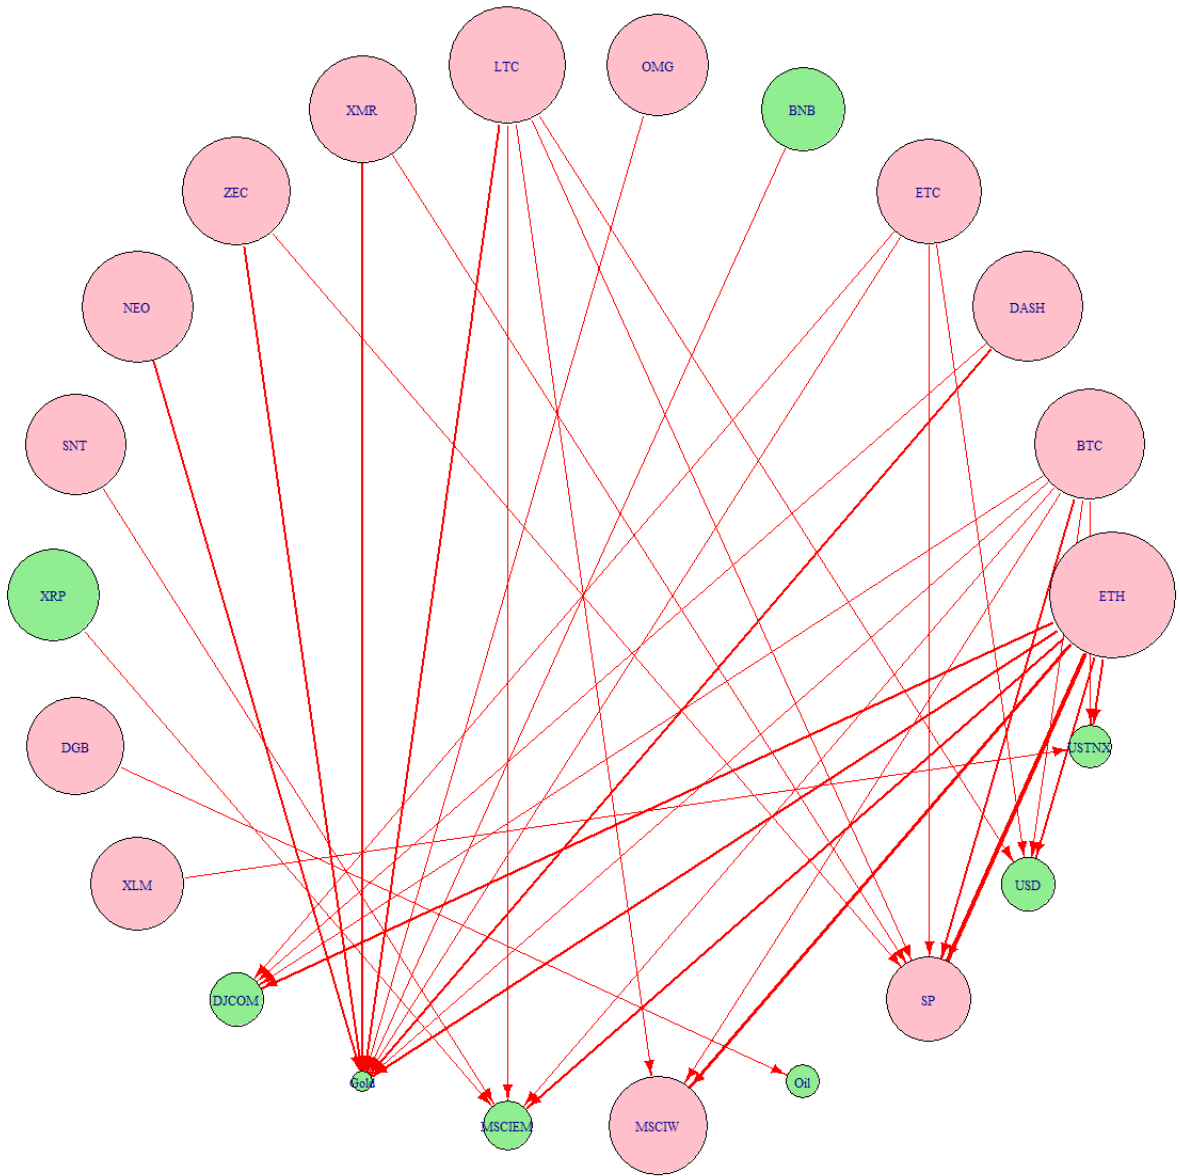 LTC
OMG
XMR
BNB
ZEC
ETC
NEO
DASH
SNT
BTC
XRP
ETH
DGB
USTNX
XLM
USD
DJCOM
SP
Gold
Oil
MSCIEM
MSCIW